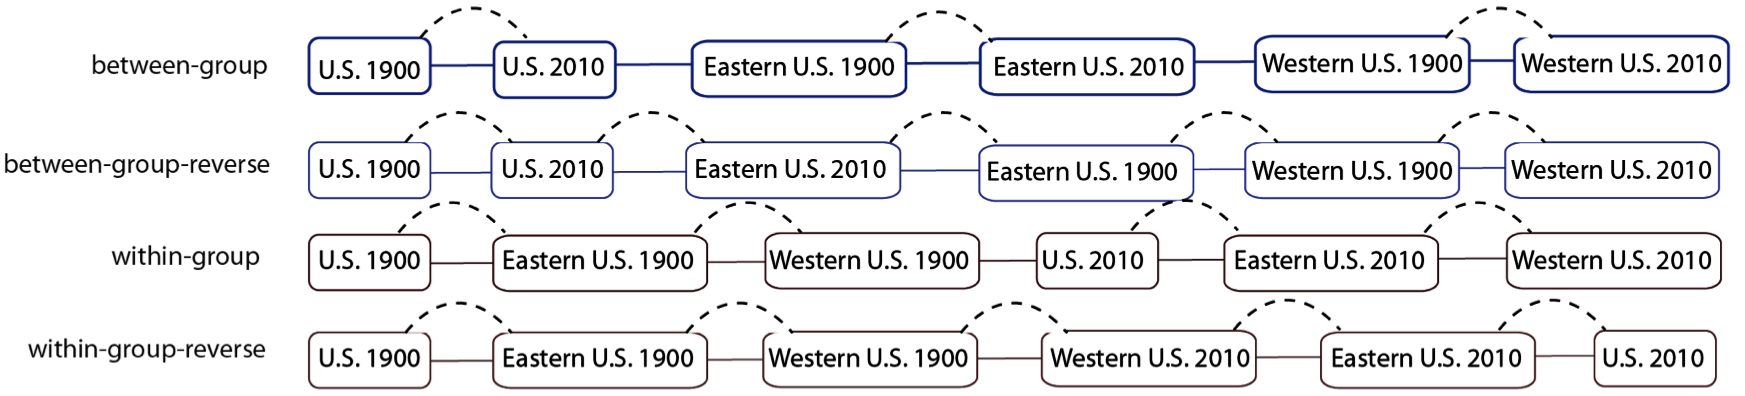 between-group U.S. 1900 U.S. 2010 Eastern U.S. 1900 Eastern U.S. 2010 Western U.S. 1900 Western U.S. 2010
between-group-reverse U.S. 1900 U.S. 2010 Eastern U.S. 2010 Eastern U.S. 1900 Western U.S. 1900 Western U.S. 2010
within-group U.S. 1900 Eastern U.S. 1900 Western U.S. 1900 U.S. 2010 Eastern U.S. 2010 Western U.S. 2010
within-group-reverse U.S. 1900 Eastern U.S. 1900 Western U.S. 1900 Western U.S. 2010 Eastern U.S. 2010 U.S. 2010